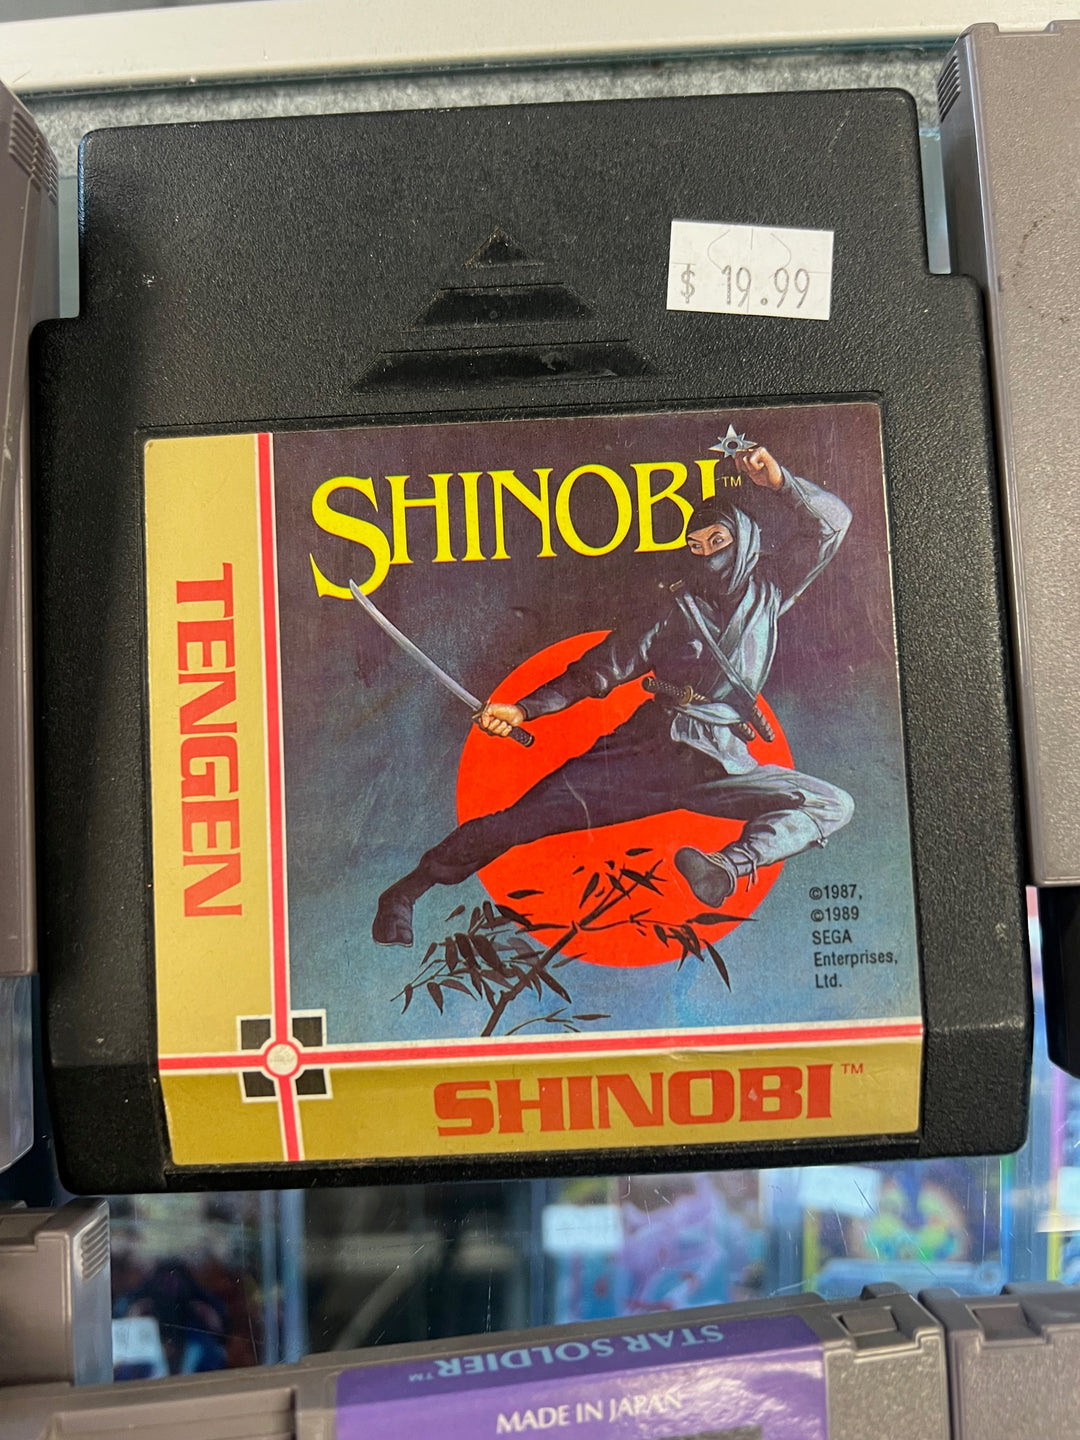 $ 19.99
SHINOBI™
TENGEN
©1987,
©1989
SEGA
Enterprises,
Ltd.
SHINOBI™
STAR SOLDIER™
MADE IN JAPAN